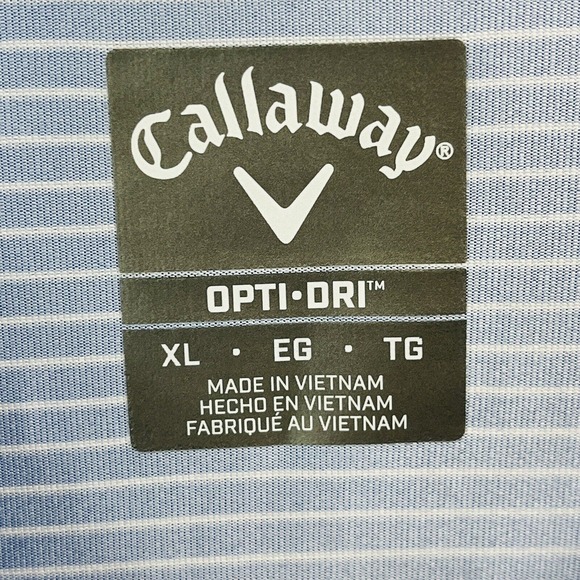 Callaway®
OPTI·DRI™
XL · EG · TG
MADE IN VIETNAM
HECHO EN VIETNAM
FABRIQUÉ AU VIETNAM